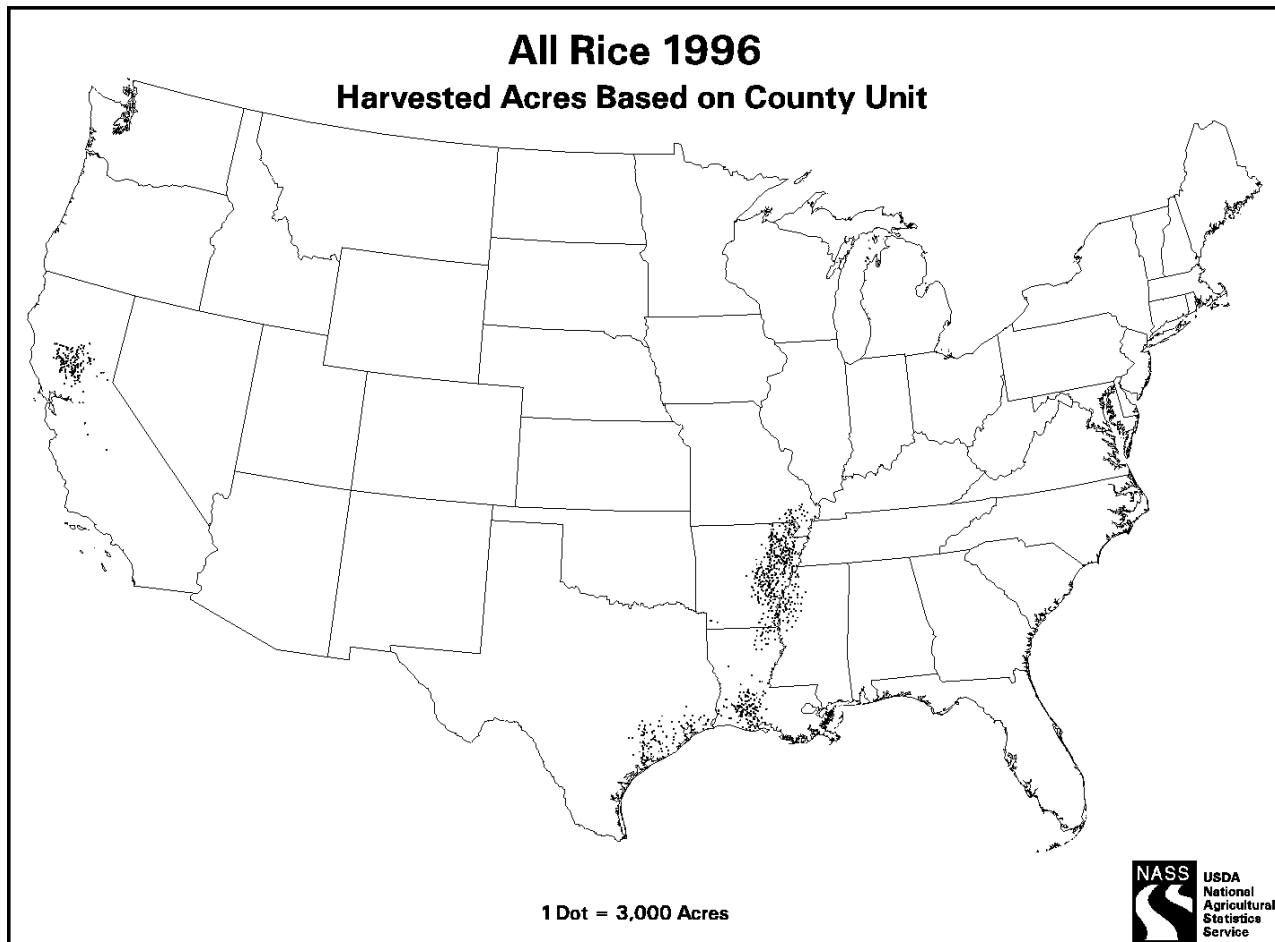 All Rice 1996
Harvested Acres Based on County Unit
1 Dot = 3,000 Acres
NASS
USDA
National
Agricultural
Statistics
Service